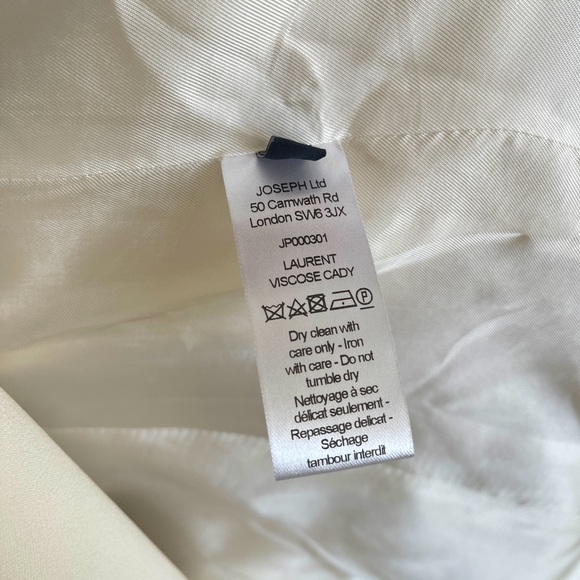 JOSEPH Ltd
50 Carnwath Rd
London SW6 3JX
JP000301
LAURENT
VISCOSE CADY
P
Dry clean with
care only - Iron
with care - Do not
tumble dry
Nettoyage à sec
délicat seulement -
Repassage delicat -
Séchage
tambour interdit